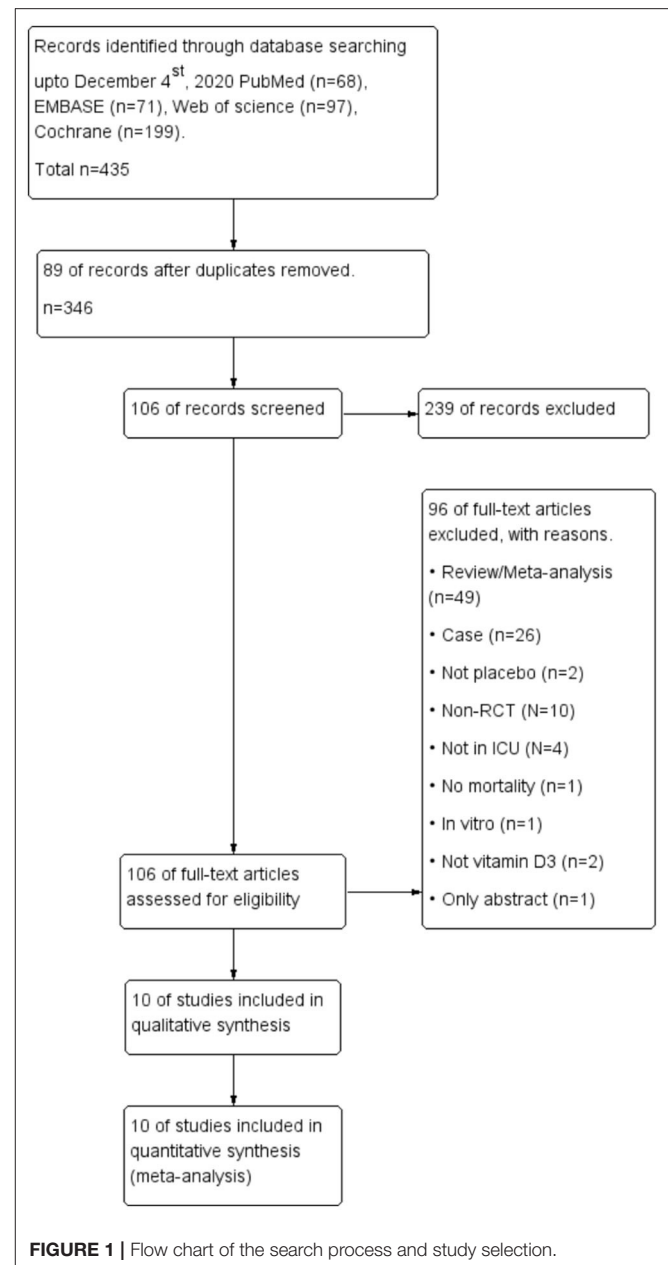 Records identified through database searching
upto December 4st, 2020 PubMed (n=68),
EMBASE (n=71), Web of science (n=97),
Cochrane (n=199).
Total n=435
89 of records after duplicates removed.
n=346
106 of records screened
239 of records excluded
96 of full-text articles
excluded, with reasons.
• Review/Meta-analysis
(n=49)
• Case (n=26)
• Not placebo (n=2)
• Non-RCT (N=10)
• Not in ICU (N=4)
• No mortality (n=1)
• In vitro (n=1)
• Not vitamin D3 (n=2)
• Only abstract (n=1)
106 of full-text articles
assessed for eligibility
10 of studies included in
qualitative synthesis
10 of studies included in
quantitative synthesis
(meta-analysis)
FIGURE 1 | Flow chart of the search process and study selection.